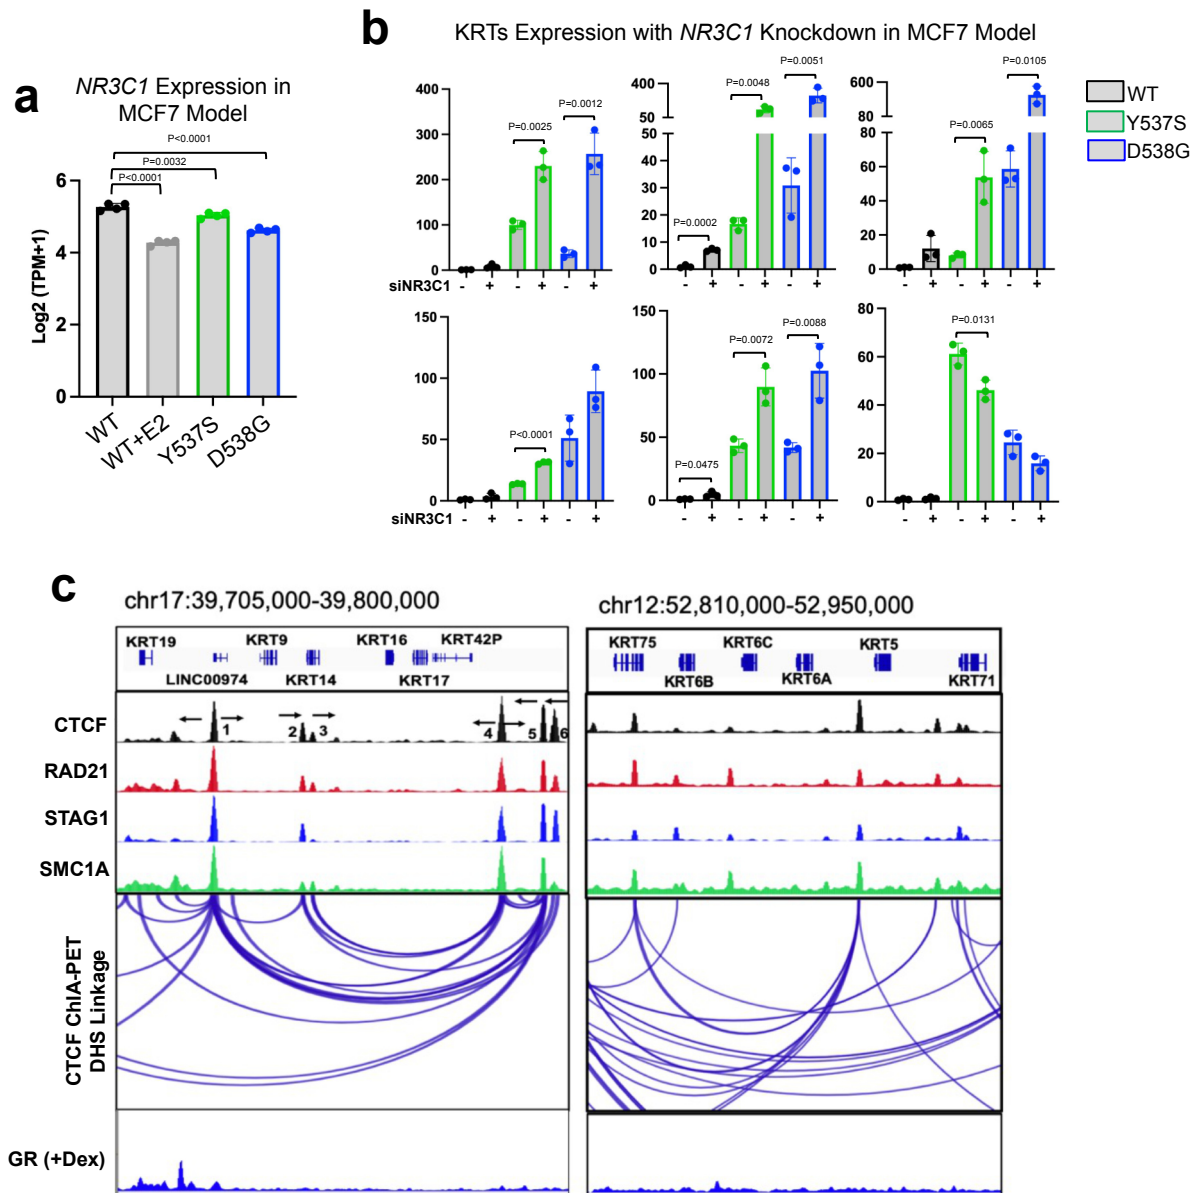 a
NR3C1 Expression in
MCF7 Model
P<0.0001
P=0.0032
P<0.0001
Log2 (TPM+1)
6
4
2
0
WT
WT+E2
Y537S
D538G
b
KRTs Expression with NR3C1 Knockdown in MCF7 Model
WT
Y537S
D538G
400
300
200
100
0
P=0.0025
P=0.0012
400
50
50
40
30
20
10
0
P=0.0002
P=0.0048
P=0.0051
600
80
80
60
40
20
0
P=0.0065
P=0.0105
siNR3C1 - + - + - +
- + - + - +
- + - + - +
150
100
50
0
P<0.0001
150
100
50
0
P=0.0475
P=0.0072
P=0.0088
80
60
40
20
0
P=0.0131
siNR3C1 - + - + - +
- + - + - +
- + - + - +
c
chr17:39,705,000-39,800,000
KRT19 KRT9 KRT16 KRT42P
LINC00974 KRT14 KRT17
chr12:52,810,000-52,950,000
KRT75 KRT6C KRT5
KRT6B KRT6A KRT71
CTCF
1 2 3 4 5 6
RAD21
STAG1
SMC1A
CTCF ChIA-PET
DHS Linkage
GR (+Dex)